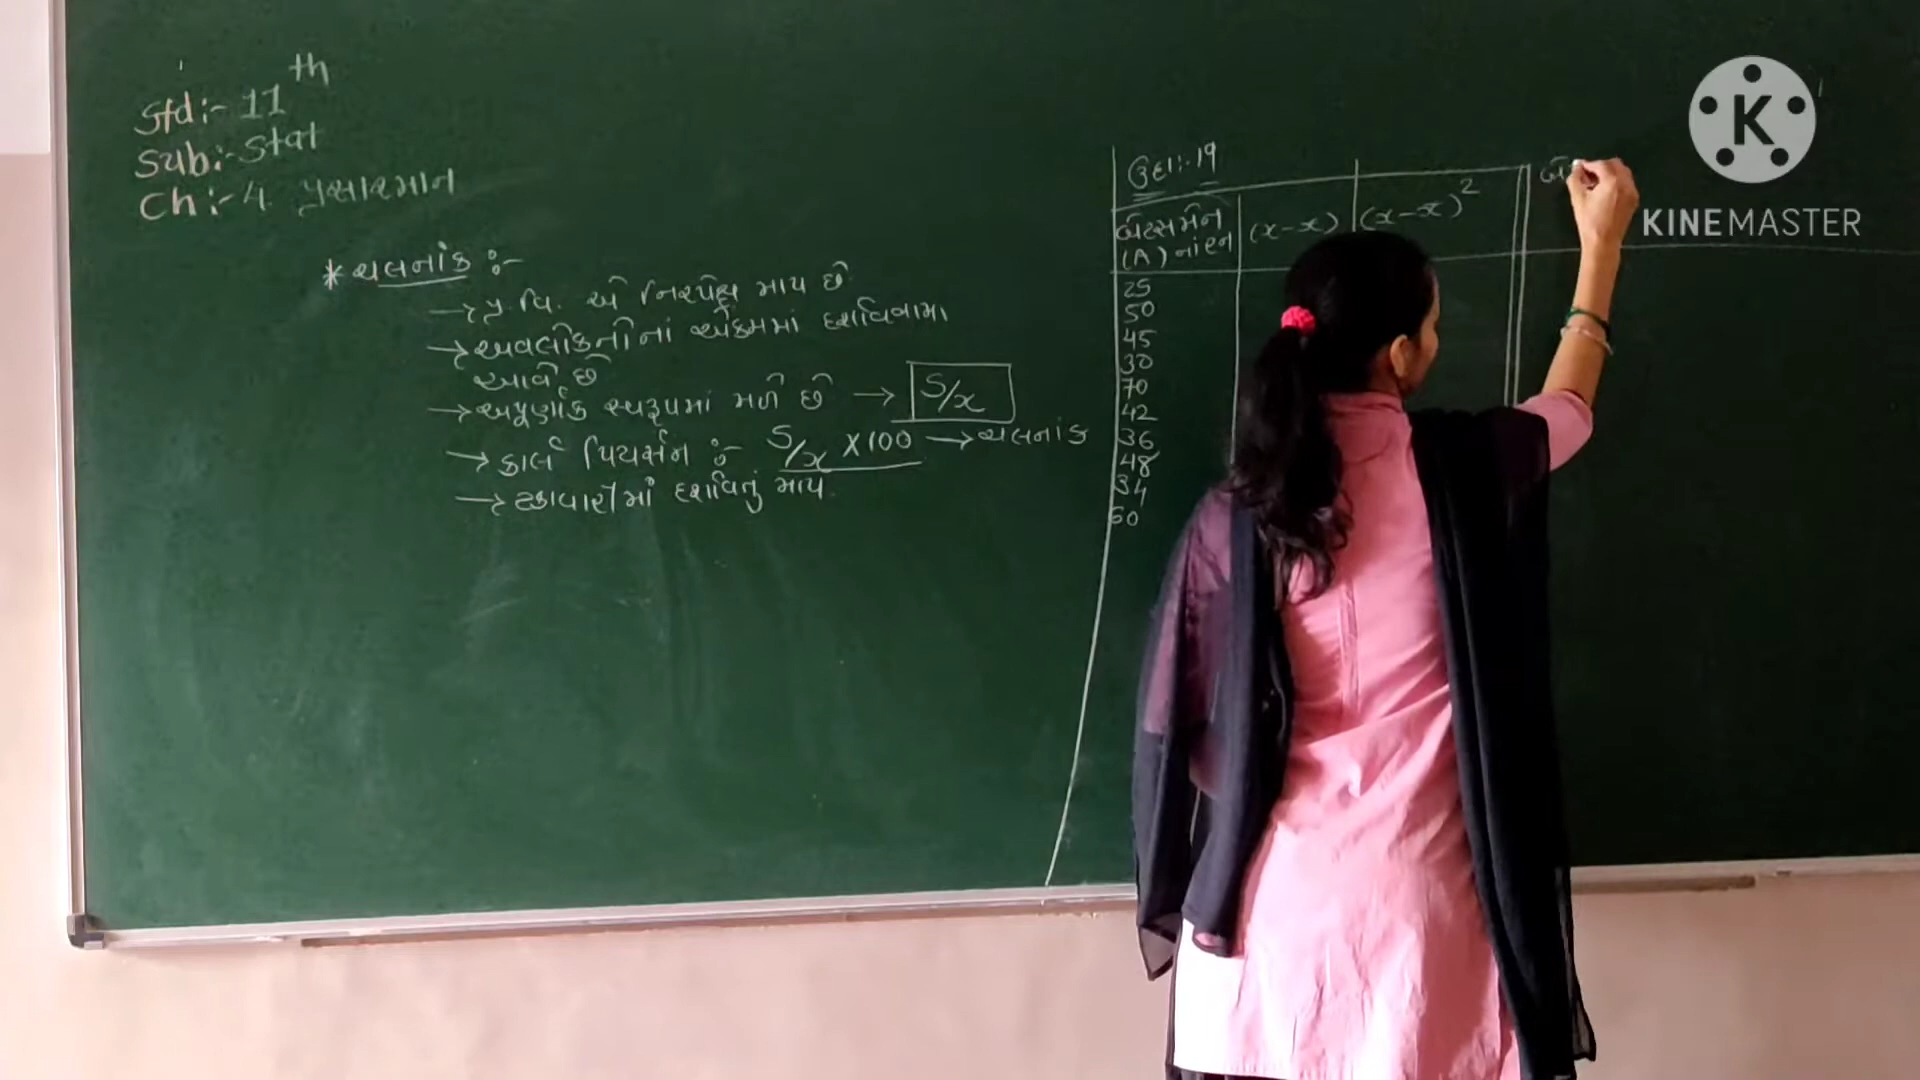 Std:- 11th
Sub:- Stat
Ch:- 4. પ્રસારમાન
* ચલનાંક :-
→ પ્ર.વિ. એ નિરપેક્ષ માપ છે
→ અવલોકનોનાં એકમમાં દર્શાવવામાં
આવે છે
→ અપૂર્ણાંક સ્વરૂપમાં મળે છે → S/x̄
→ કાર્લ પિયર્સન :- S/x̄ X100 → ચલનાંક
→ ટકાવારીમાં દર્શાવતું માપ.
ઉદા:-19
બેટ્સમેન (x-x̄) (x-x̄)²
(A) નાં રન
25
50
45
30
70
42
36
48
34
60
K
KINEMASTER